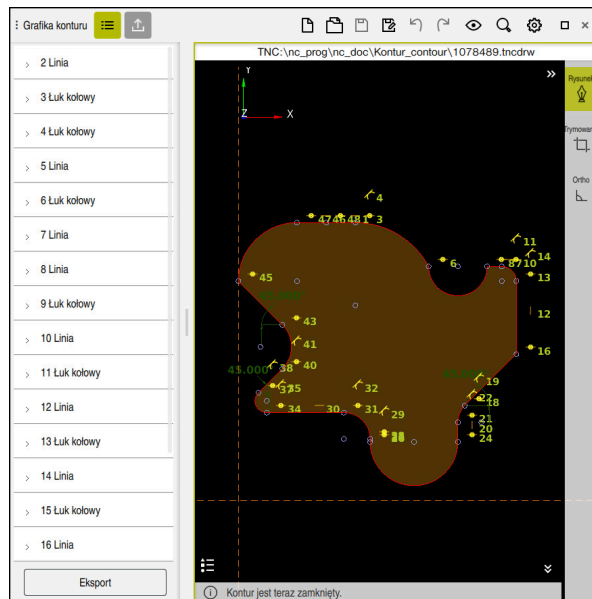 Grafika konturu
TNC:\nc_prog\nc_doc\Kontur_contour\1078489.tncdrw
2 Linia
3 Łuk kołowy
4 Łuk kołowy
5 Linia
6 Łuk kołowy
7 Linia
8 Linia
9 Łuk kołowy
10 Linia
11 Łuk kołowy
12 Linia
13 Łuk kołowy
14 Linia
15 Łuk kołowy
16 Linia
Eksport
Y
Z
X
4
3
11
6
10
14
13
45
12
43
41
16
40
38
45.000
32
19
34
30
31
29
22
18
21
20
24
Rysunek
Ortho
Kontur jest teraz zamknięty.